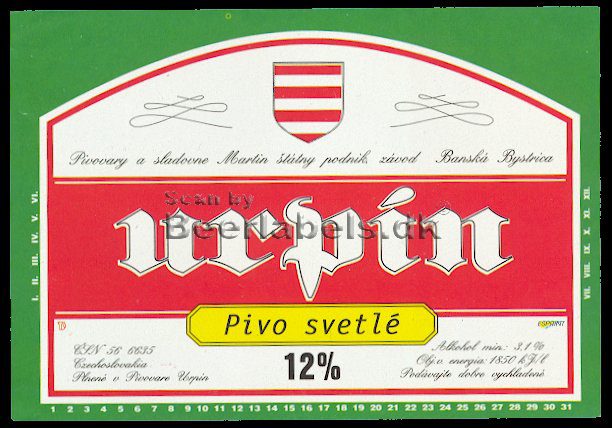 Pivovary a sladovne Martin štátny podnik, závod Banská Bystrica
Scan by
Beerlabels.dk
urpín
Pivo svetlé
12%
ČSN 56 6635
Czechoslovakia
Plnené v Pivovare Urpín
ESPRINT
Alkohol min.: 3,1%
Obj.v. energia: 1850 kJ/l
Podávajte dobre vychladené
I. II. III. IV. V. VI.
VII. VIII. IX. X. XI. XII.
1 2 3 4 5 6 7 8 9 10 11 12 13 14 15 16 17 18 19 20 21 22 23 24 25 26 27 28 29 30 31